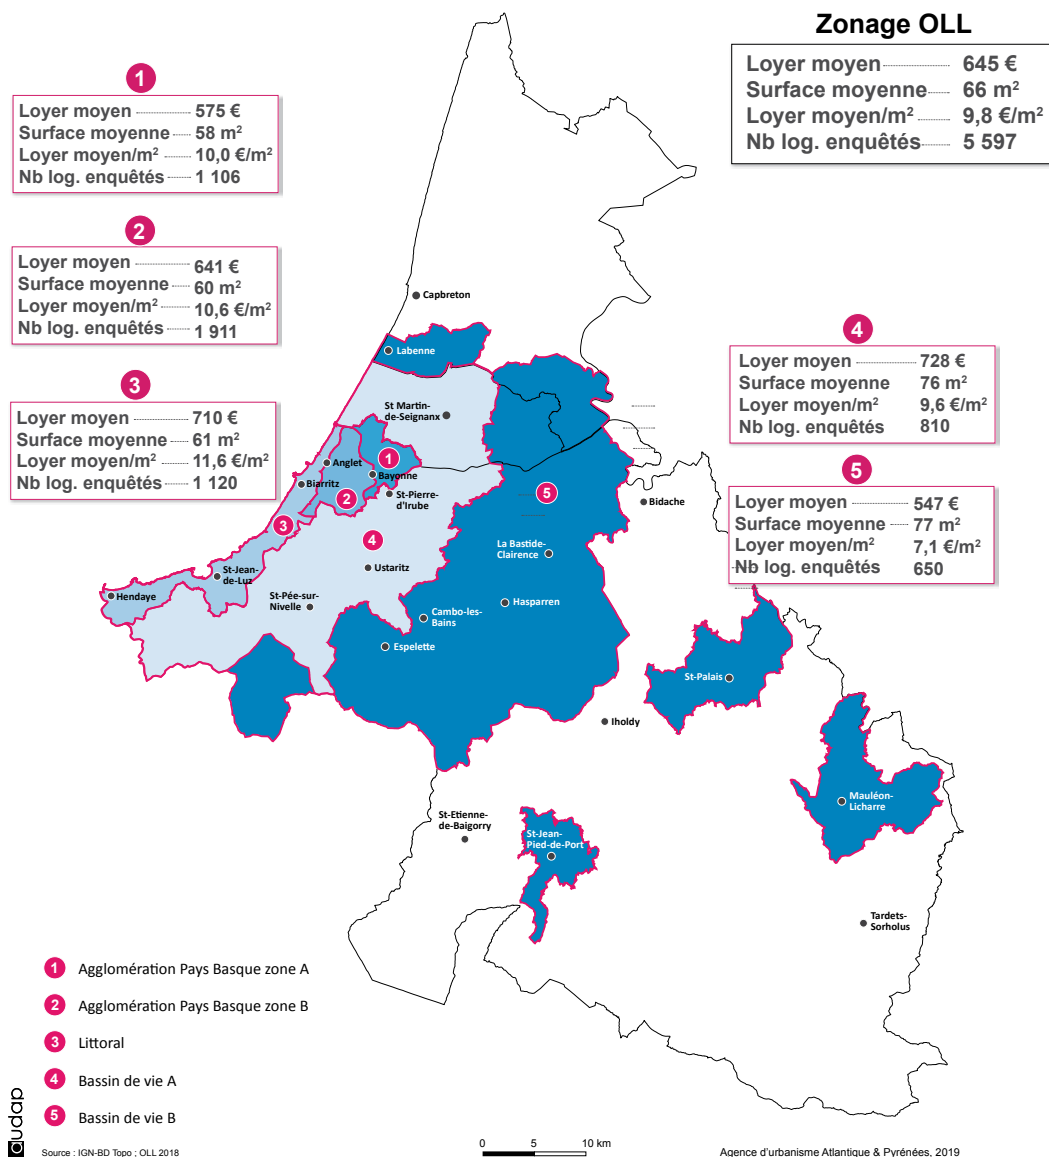 Zonage OLL
Loyer moyen 645 €
Surface moyenne 66 m²
Loyer moyen/m² 9,8 €/m²
Nb log. enquêtés 5 597
1
Loyer moyen 575 €
Surface moyenne 58 m²
Loyer moyen/m² 10,0 €/m²
Nb log. enquêtés 1 106
2
Loyer moyen 641 €
Surface moyenne 60 m²
Loyer moyen/m² 10,6 €/m²
Nb log. enquêtés 1 911
3
Loyer moyen 710 €
Surface moyenne 61 m²
Loyer moyen/m² 11,6 €/m²
Nb log. enquêtés 1 120
4
Loyer moyen 728 €
Surface moyenne 76 m²
Loyer moyen/m² 9,6 €/m²
Nb log. enquêtés 810
5
Loyer moyen 547 €
Surface moyenne 77 m²
Loyer moyen/m² 7,1 €/m²
Nb log. enquêtés 650
Capbreton
Labenne
St Martin-
de-Seignanx
Anglet
1
Bayonne
Biarritz
2
St-Pierre-
d'Irube
5
Bidache
3
4
La Bastide-
Clairence
St-Jean-
de-Luz
Ustaritz
Hendaye
St-Pée-sur-
Nivelle
Hasparren
Cambo-les-
Bains
Espelette
St-Palais
Iholdy
Mauléon-
Licharre
St-Etienne-
de-Baigorry
St-Jean-
Pied-de-Port
Tardets-
Sorholus
1 Agglomération Pays Basque zone A
2 Agglomération Pays Basque zone B
3 Littoral
4 Bassin de vie A
5 Bassin de vie B
audap
Source : IGN-BD Topo ; OLL 2018
0 5 10 km
Agence d'urbanisme Atlantique & Pyrénées, 2019